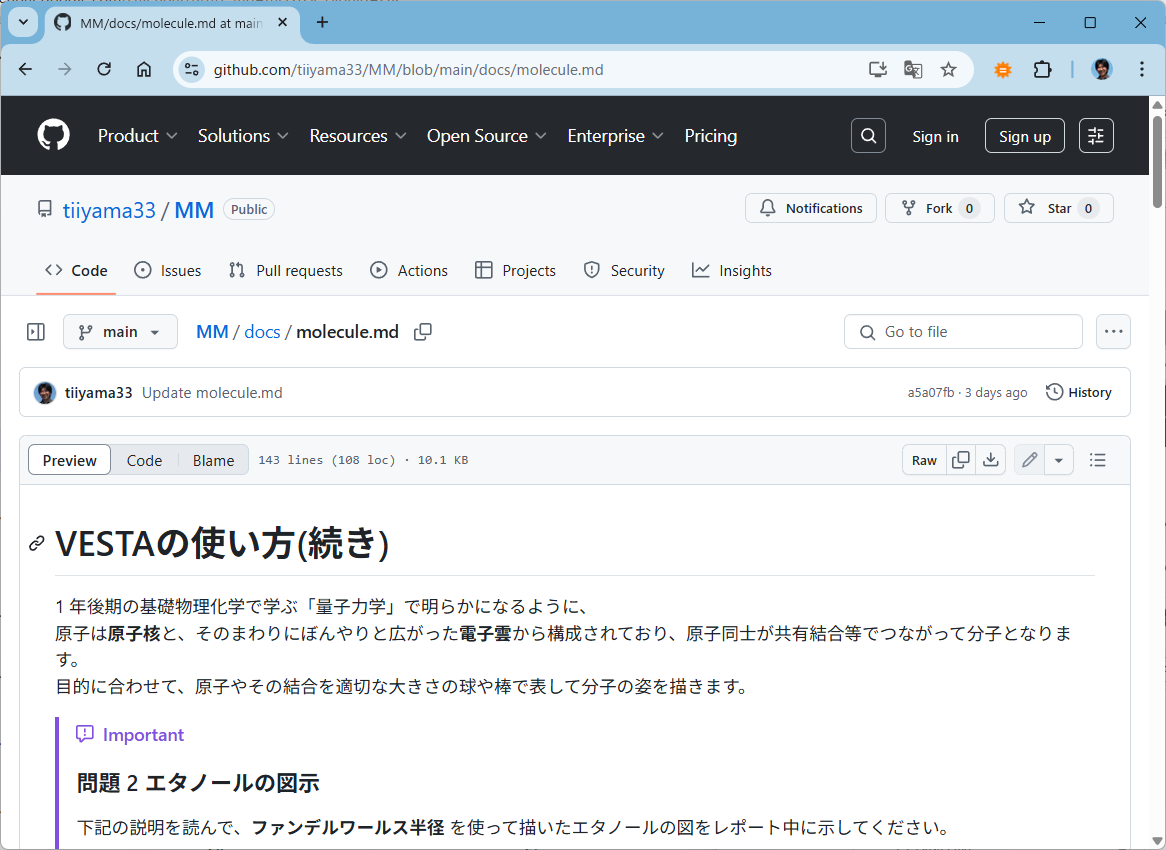 MM/docs/molecule.md at main
github.com/tiiyama33/MM/blob/main/docs/molecule.md
Product Solutions Resources Open Source Enterprise Pricing Sign in Sign up
tiiyama33 / MM Public Notifications Fork 0 Star 0
Code Issues Pull requests Actions Projects Security Insights
main MM / docs / molecule.md Go to file
tiiyama33 Update molecule.md a5a07fb · 3 days ago History
Preview Code Blame 143 lines (108 loc) · 10.1 KB Raw
VESTAの使い方(続き)
1 年後期の基礎物理化学で学ぶ「量子力学」で明らかになるように、
原子は原子核と、そのまわりにぼんやりと広がった電子雲から構成されており、原子同士が共有結合等でつながって分子となりま
す。
目的に合わせて、原子やその結合を適切な大きさの球や棒で表して分子の姿を描きます。
Important
問題 2 エタノールの図示
下記の説明を読んで、ファンデルワールス半径 を使って描いたエタノールの図をレポート中に示してください。